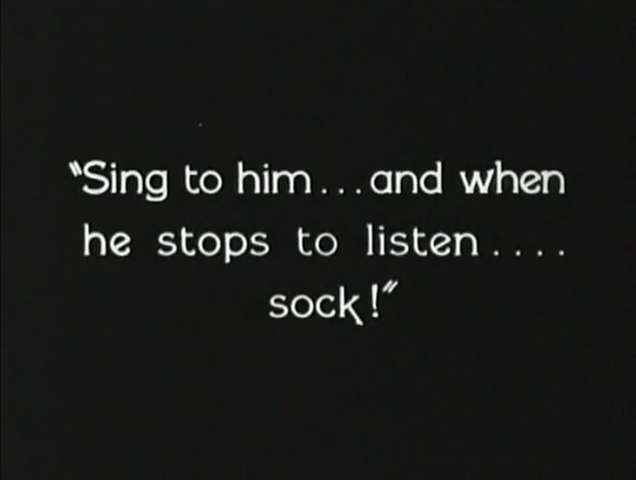 "Sing to him...and when
he stops to listen....
sock!"